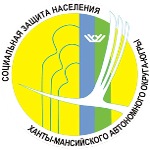 СОЦИАЛЬНАЯ ЗАЩИТА НАСЕЛЕНИЯ
ХАНТЫ-МАНСИЙСКОГО АВТОНОМНОГО ОКРУГА-ЮГРЫ